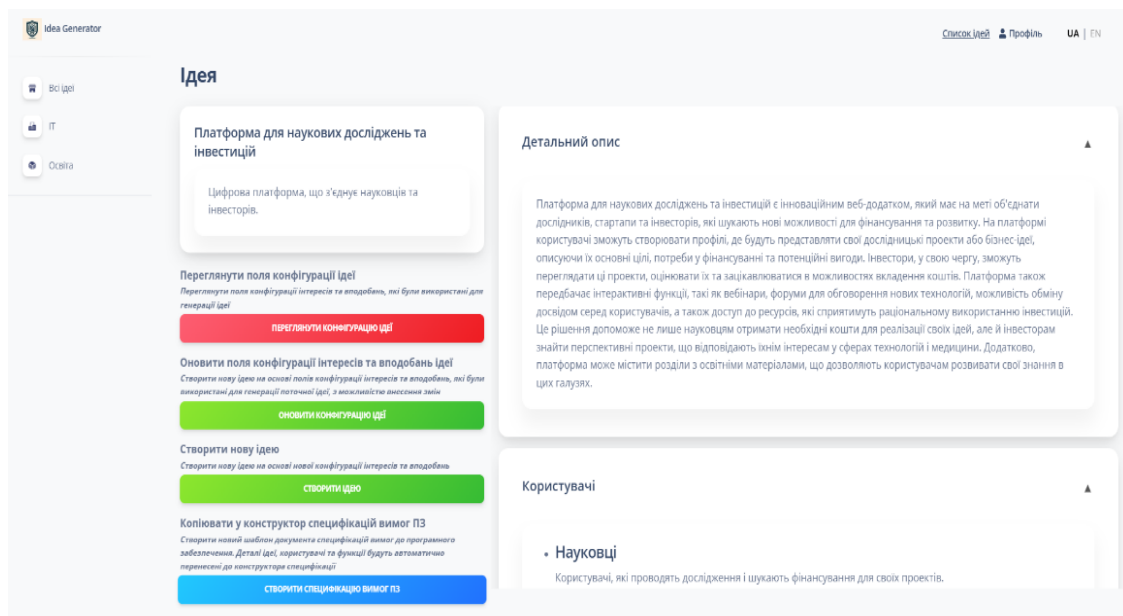 Idea Generator
Список ідей
Профіль
UA | EN
Всі ідеї
IT
Освіта
Ідея
Платформа для наукових досліджень та
інвестицій
Цифрова платформа, що з'єднує науковців та
інвесторів.
Переглянути поля конфігурації ідеї
Переглянути поля конфігурації інтересів та вподобань, які були використані для
генерації ідеї
ПЕРЕГЛЯНУТИ КОНФІГУРАЦІЮ ІДЕЇ
Оновити поля конфігурації інтересів та вподобань ідеї
Створити нову ідею на основі полів конфігурації інтересів та вподобань, які були
використані для генерації поточної ідеї, з можливістю внесення змін
ОНОВИТИ КОНФІГУРАЦІЮ ІДЕЇ
Створити нову ідею
Створити нову ідею на основі нової конфігурації інтересів та вподобань
СТВОРИТИ ІДЕЮ
Копіювати у конструктор специфікацій вимог ПЗ
Створити новий шаблон документа специфікацій вимог до програмного
забезпечення. Деталі ідеї, користувачі та функції будуть автоматично
перенесені до конструктора специфікації
СТВОРИТИ СПЕЦИФІКАЦІЮ ВИМОГ ПЗ
Детальний опис
Платформа для наукових досліджень та інвестицій є інноваційним веб-додатком, який має на меті об'єднати
дослідників, стартапи та інвесторів, які шукають нові можливості для фінансування та розвитку. На платформі
користувачі зможуть створювати профілі, де будуть представляти свої дослідницькі проекти або бізнес-ідеї,
описуючи їх основні цілі, потреби у фінансуванні та потенційні вигоди. Інвестори, у свою чергу, зможуть
переглядати ці проекти, оцінювати їх та зацікавлюватися в можливостях вкладення коштів. Платформа також
передбачає інтерактивні функції, такі як вебінари, форуми для обговорення нових технологій, можливість обміну
досвідом серед користувачів, а також доступ до ресурсів, які сприятимуть раціональному використанню інвестицій.
Це рішення допоможе не лише науковцям отримати необхідні кошти для реалізації своїх ідей, але й інвесторам
знайти перспективні проекти, що відповідають їхнім інтересам у сферах технологій і медицини. Додатково,
платформа може містити розділи з освітніми матеріалами, що дозволяють користувачам розвивати свої знання в
цих галузях.
Користувачі
• Науковці
Користувачі, які проводять дослідження і шукають фінансування для своїх проектів.